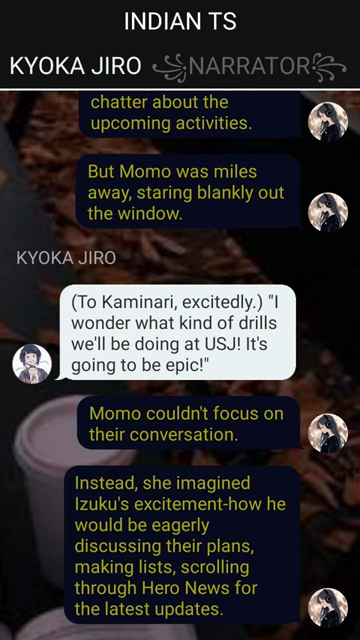 INDIAN TS
KYOKA JIRO ꧁NARRATOR꧂
chatter about the
upcoming activities.
But Momo was miles
away, staring blankly out
the window.
KYOKA JIRO
(To Kaminari, excitedly.) "I
wonder what kind of drills
we'll be doing at USJ! It's
going to be epic!"
Momo couldn't focus on
their conversation.
Instead, she imagined
Izuku's excitement-how he
would be eagerly
discussing their plans,
making lists, scrolling
through Hero News for
the latest updates.